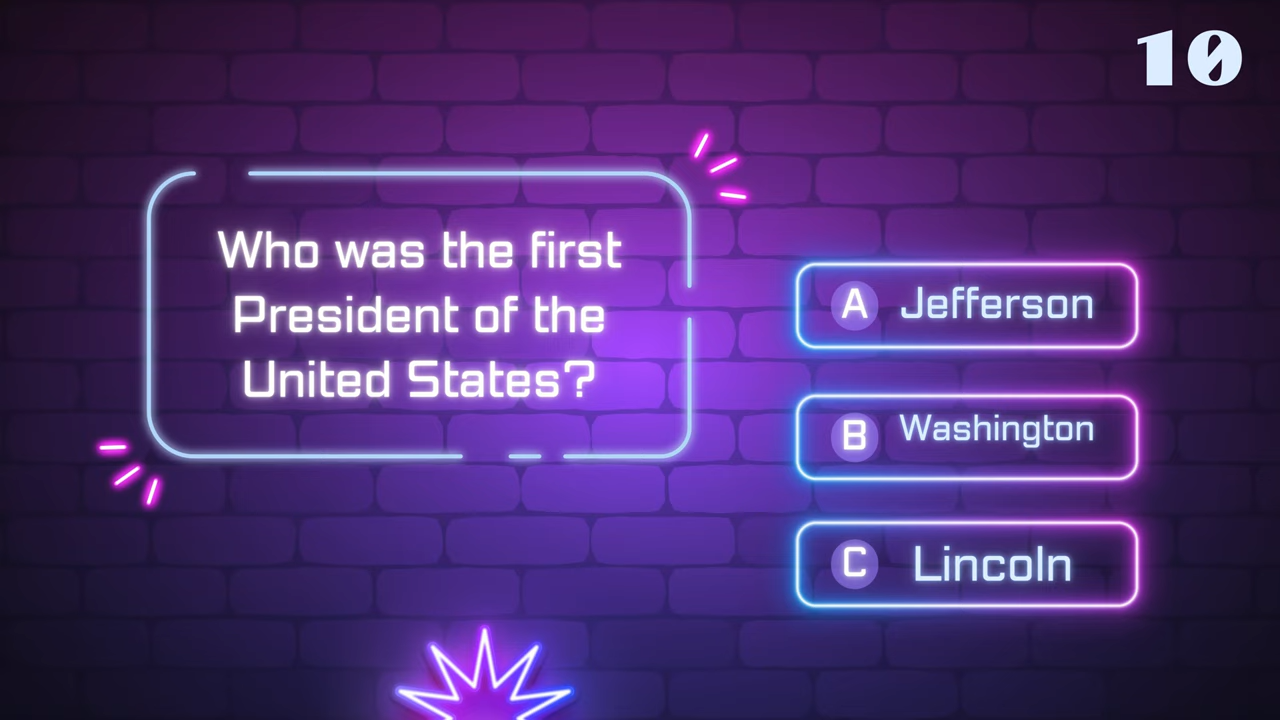 10
Who was the first
President of the
United States?
A Jefferson
B Washington
C Lincoln